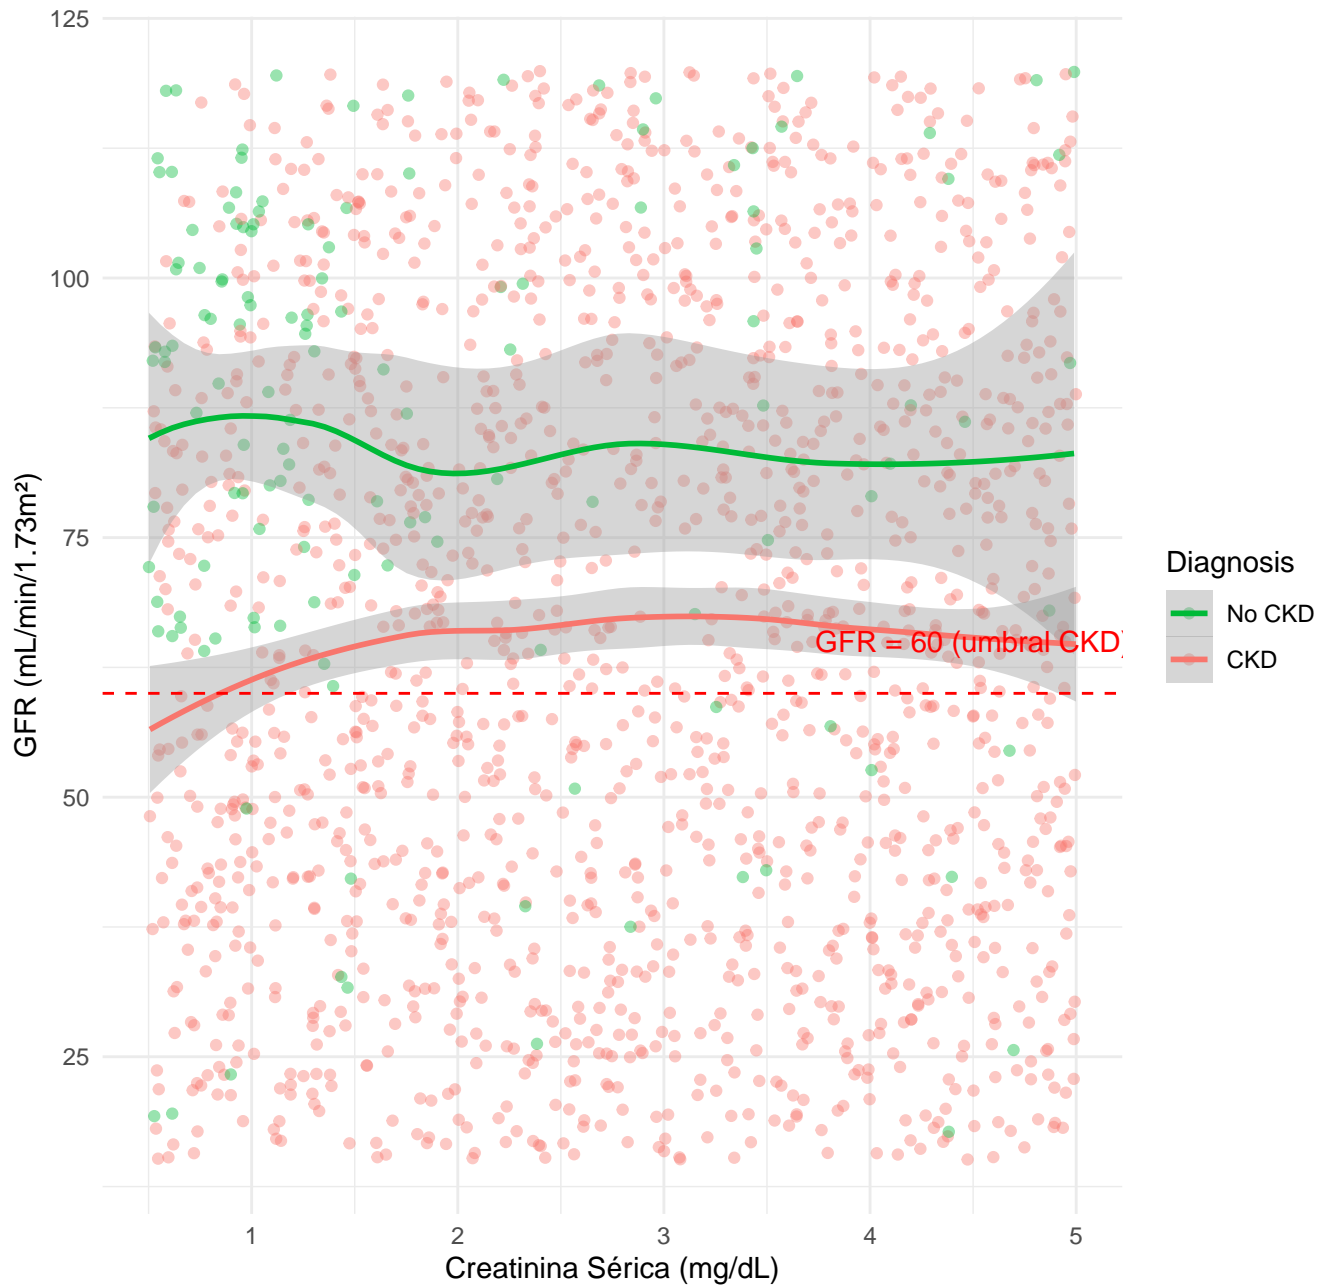 125
100
75
50
25
GFR (mL/min/1.73m²)
GFR = 60 (umbral CKD)
1 2 3 4 5
Creatinina Sérica (mg/dL)
Diagnosis
No CKD
CKD